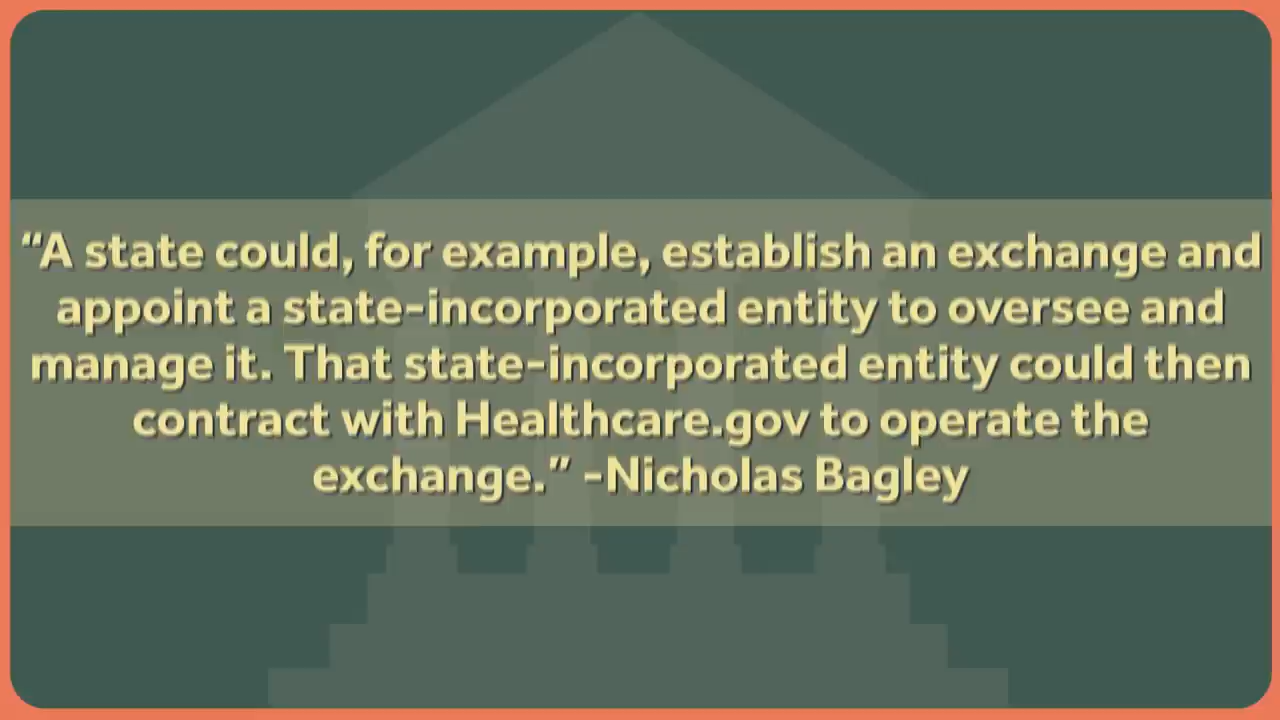 “A state could, for example, establish an exchange and
appoint a state-incorporated entity to oversee and
manage it. That state-incorporated entity could then
contract with Healthcare.gov to operate the
exchange.” -Nicholas Bagley